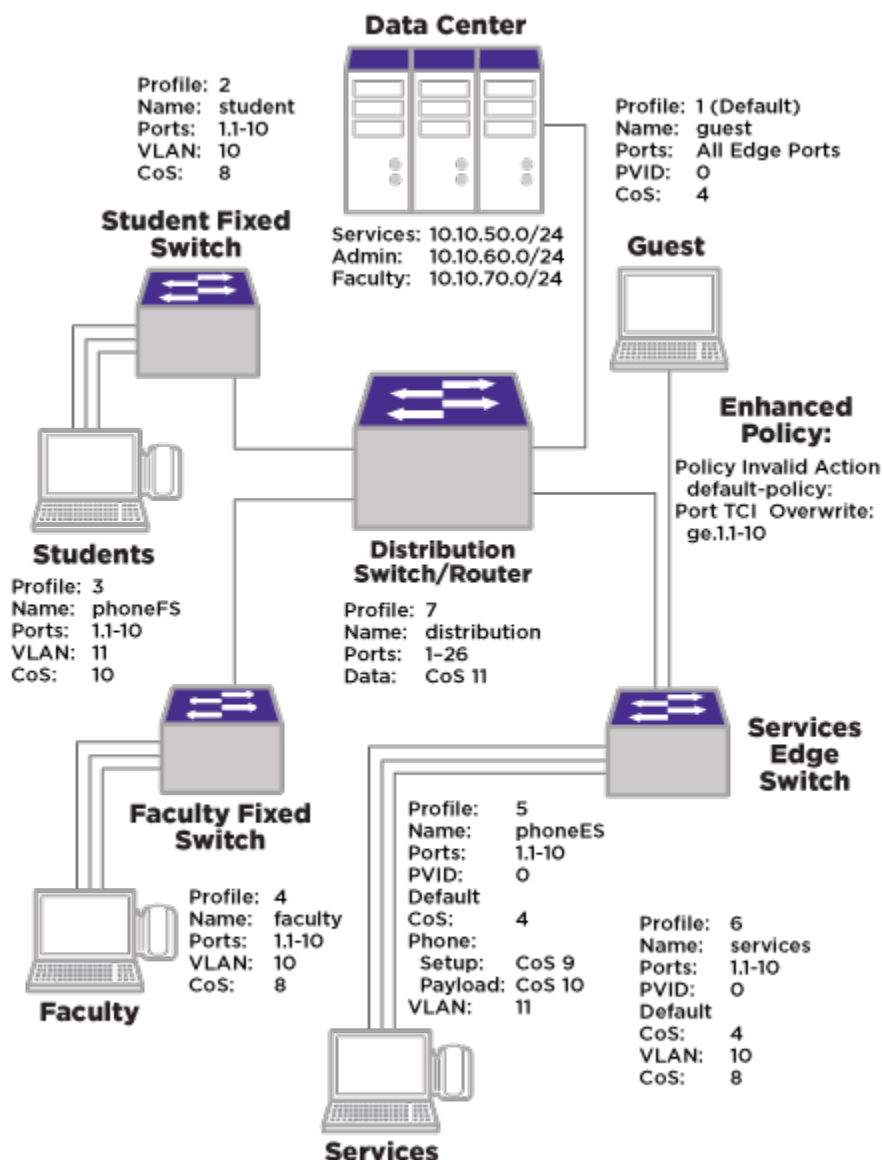 Data Center
Profile: 2
Name: student
Ports: 1.1-10
VLAN: 10
CoS: 8
Profile: 1 (Default)
Name: guest
Ports: All Edge Ports
PVID: 0
CoS: 4
Student Fixed
Switch
Services: 10.10.50.0/24
Admin: 10.10.60.0/24
Faculty: 10.10.70.0/24
Guest
Enhanced
Policy:
Policy Invalid Action
default-policy:
Port TCI Overwrite:
ge.1.1-10
Students
Profile: 3
Name: phoneFS
Ports: 1.1-10
VLAN: 11
CoS: 10
Distribution
Switch/Router
Profile: 7
Name: distribution
Ports: 1-26
Data: CoS 11
Services
Edge
Switch
Faculty Fixed
Switch
Profile: 4
Name: faculty
Ports: 1.1-10
VLAN: 10
CoS: 8
Faculty
Profile: 5
Name: phoneES
Ports: 1.1-10
PVID: 0
Default
CoS: 4
Phone:
Setup: CoS 9
Payload: CoS 10
VLAN: 11
Profile: 6
Name: services
Ports: 1.1-10
PVID: 0
Default
CoS: 4
VLAN: 10
CoS: 8
Services